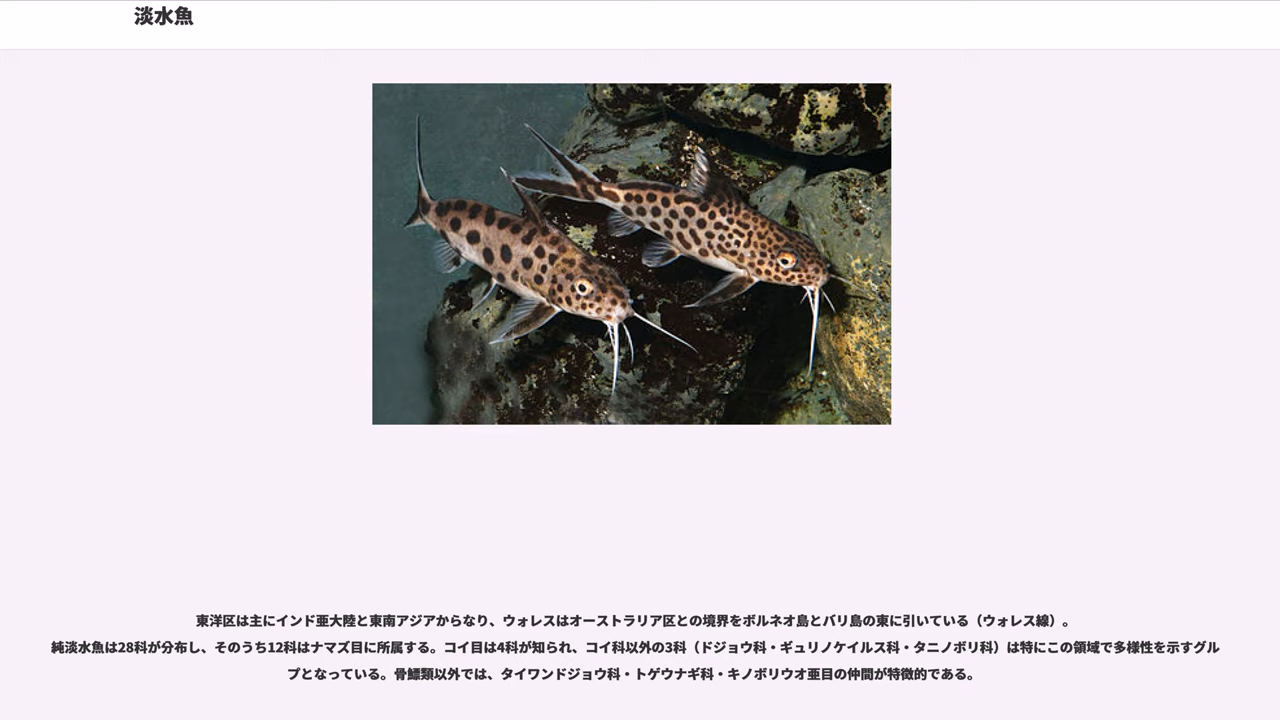 淡水魚
東洋区は主にインド亜大陸と東南アジアからなり、ウォレスはオーストラリア区との境界をボルネオ島とバリ島の東に引いている（ウォレス線）。
純淡水魚は28科が分布し、そのうち12科はナマズ目に所属する。コイ目は4科が知られ、コイ科以外の3科（ドジョウ科・ギュリノケイルス科・タニノボリ科）は特にこの領域で多様性を示すグル
プとなっている。骨鰾類以外では、タイワンドジョウ科・トゲウナギ科・キノボリウオ亜目の仲間が特徴的である。